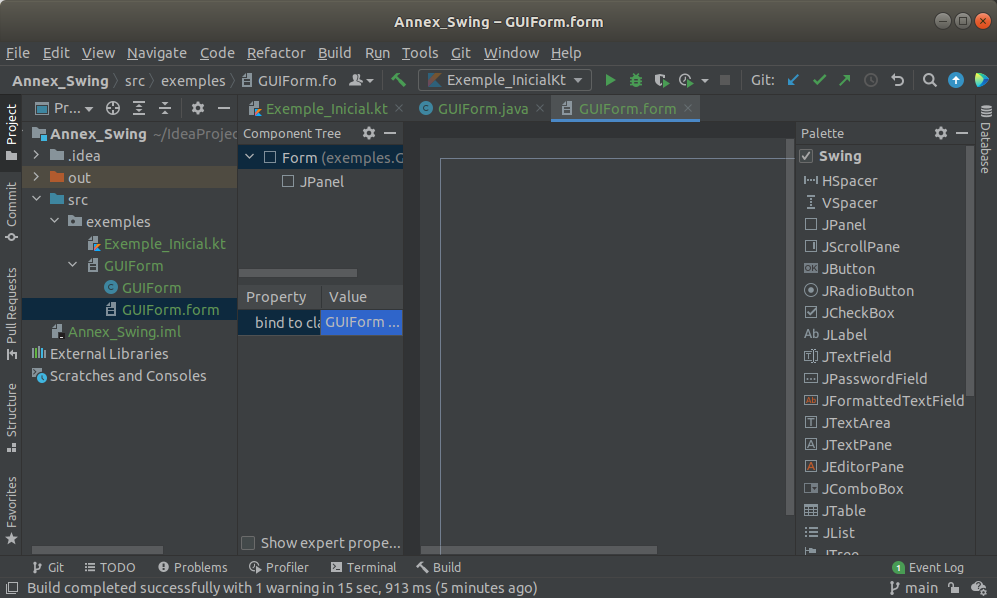 Annex_Swing – GUIForm.form
File Edit View Navigate Code Refactor Build Run Tools Git Window Help
Annex_Swing src exemples GUIForm.fo Exemple_InicialKt Git:
Project
Commit
Pull Requests
Structure
Favorites
Pr...
Annex_Swing ~/IdeaProjec
.idea
out
src
exemples
Exemple_Inicial.kt
GUIForm
GUIForm
GUIForm.form
Annex_Swing.iml
External Libraries
Scratches and Consoles
Exemple_Inicial.kt GUIForm.java GUIForm.form
Component Tree
Form (exemples.G
JPanel
Property Value
bind to cla GUIForm ...
Show expert prope...
Palette
Swing
HSpacer
VSpacer
JPanel
JScrollPane
OK JButton
JRadioButton
JCheckBox
Ab JLabel
JTextField
JPasswordField
Ab JFormattedTextField
JTextArea
JTextPane
JEditorPane
JComboBox
JTable
JList
JTree
Database
Git TODO Problems Profiler Terminal Build 1 Event Log
Build completed successfully with 1 warning in 15 sec, 913 ms (5 minutes ago) main